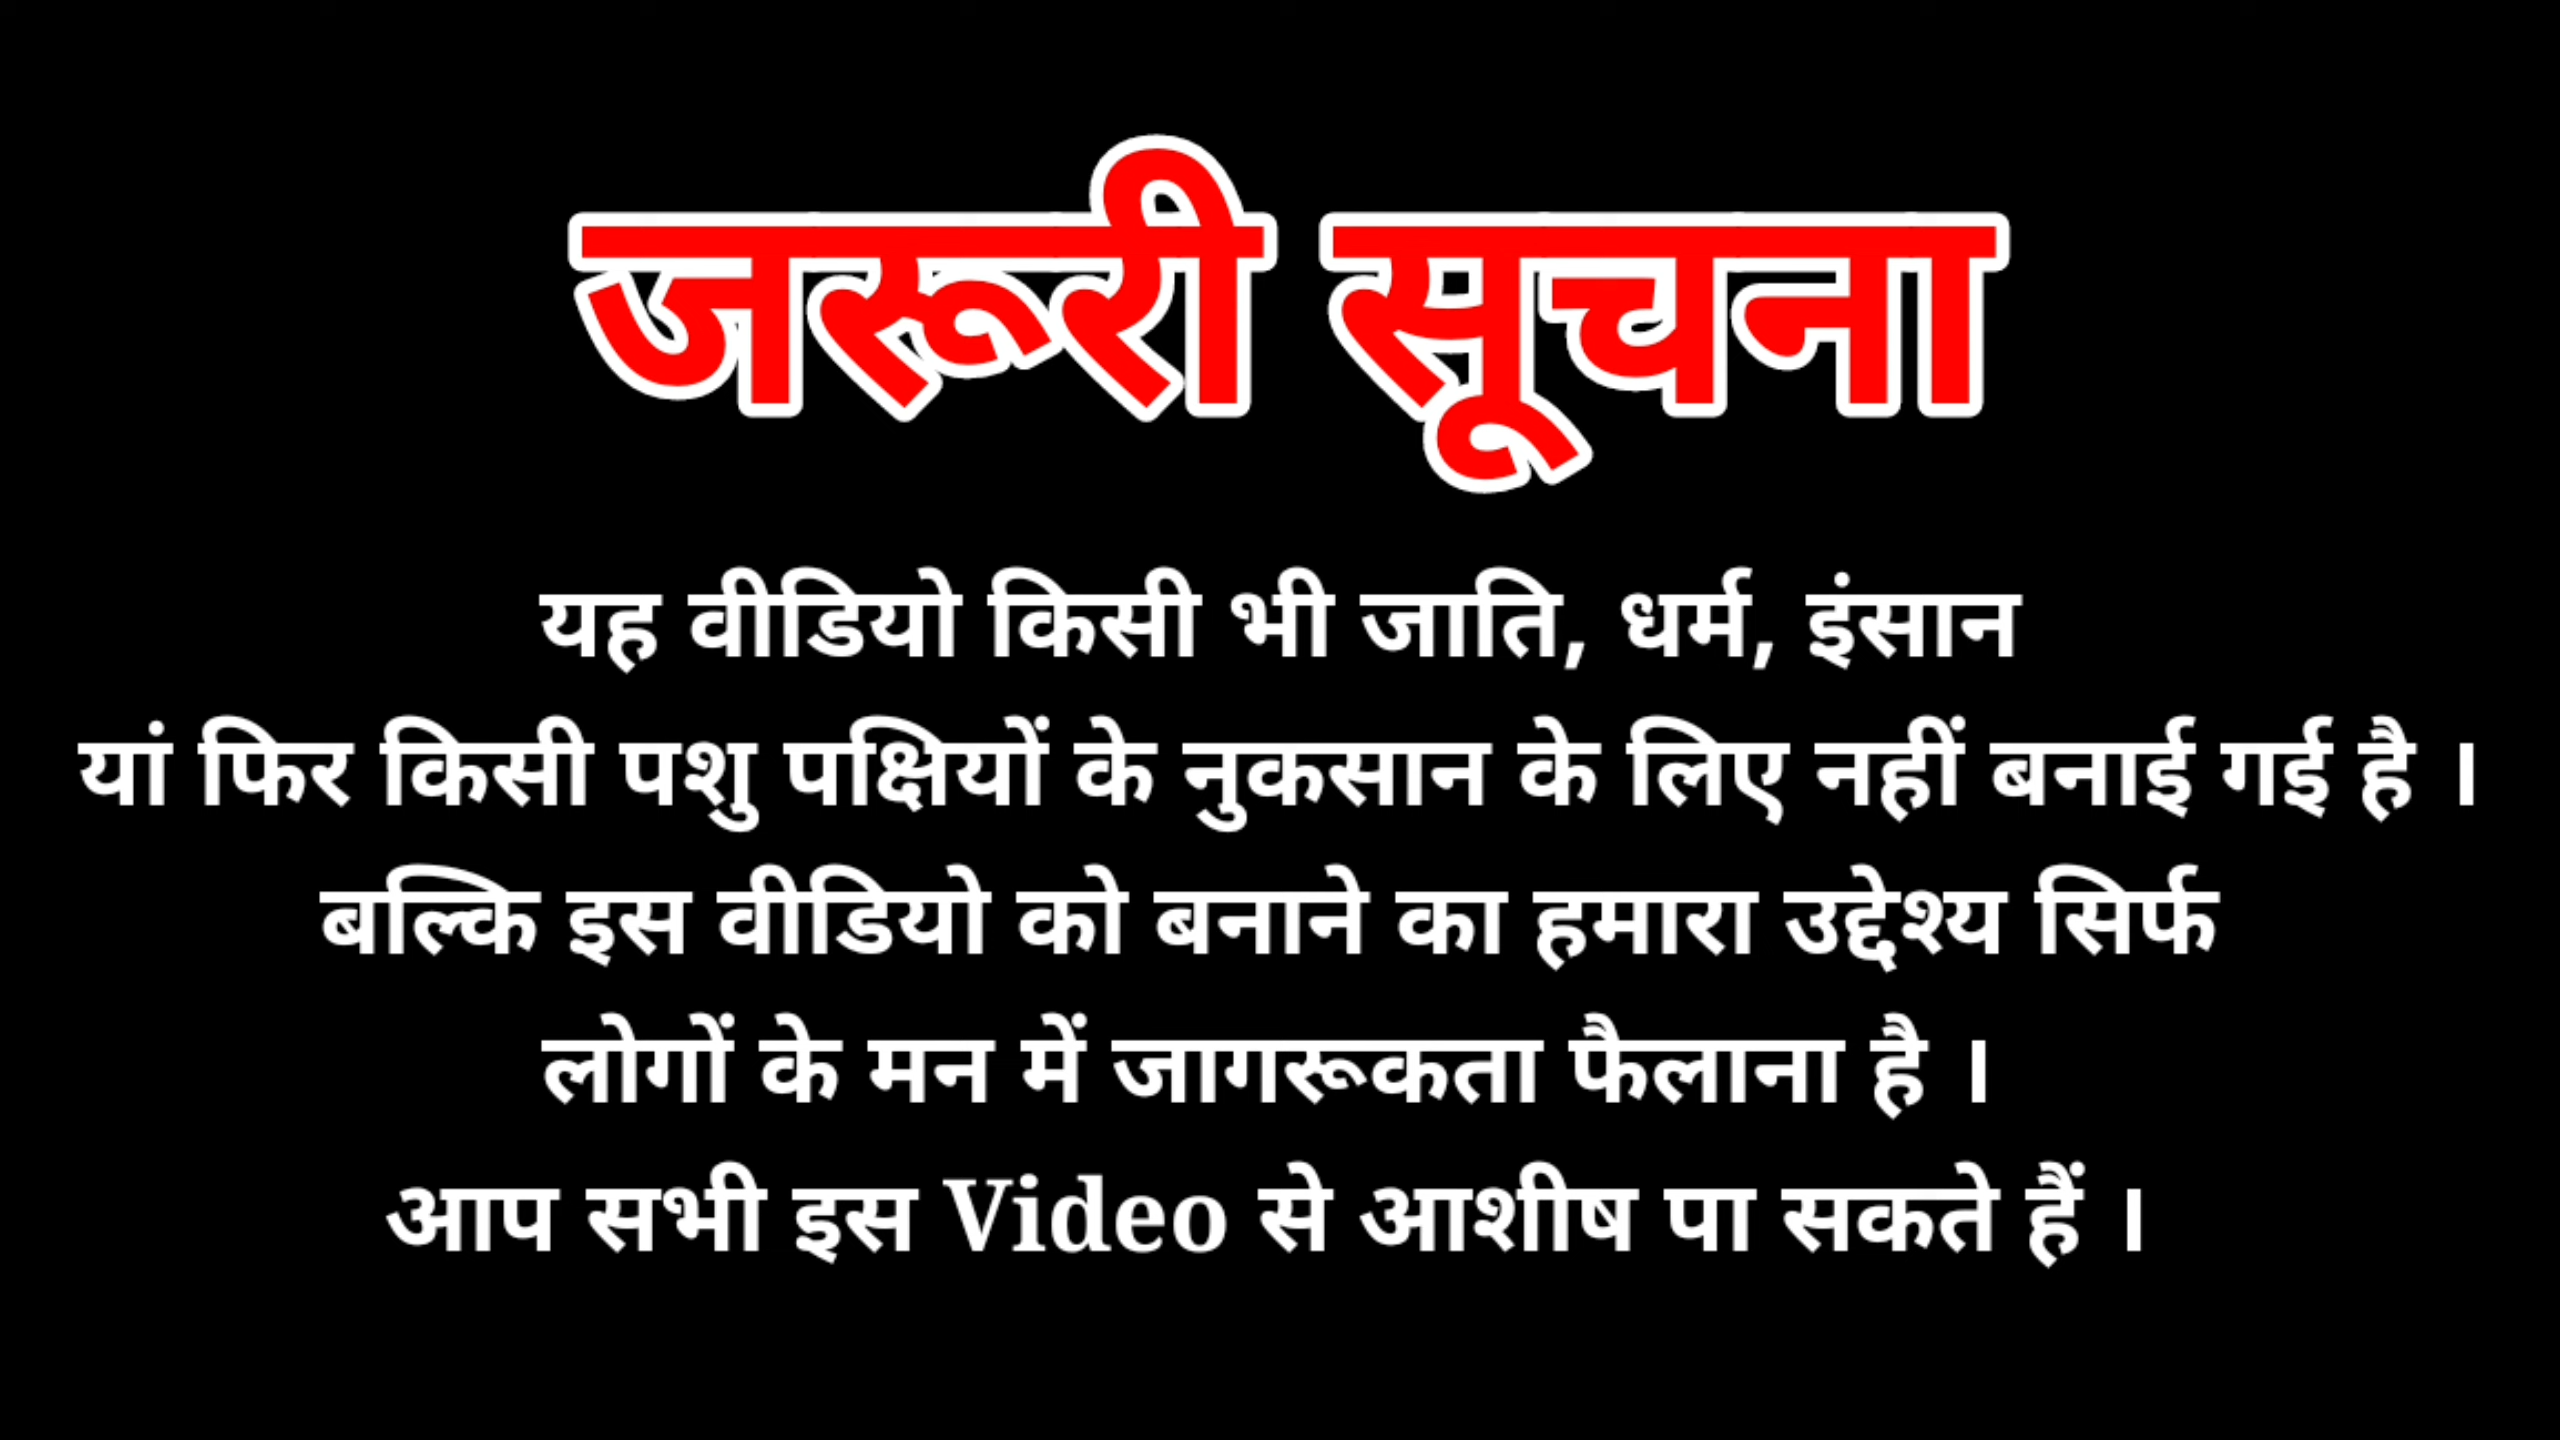 जरूरी सूचना
यह वीडियो किसी भी जाति, धर्म, इंसान
यां फिर किसी पशु पक्षियों के नुकसान के लिए नहीं बनाई गई है ।
बल्कि इस वीडियो को बनाने का हमारा उद्देश्य सिर्फ
लोगों के मन में जागरूकता फैलाना है ।
आप सभी इस Video से आशीष पा सकते हैं ।